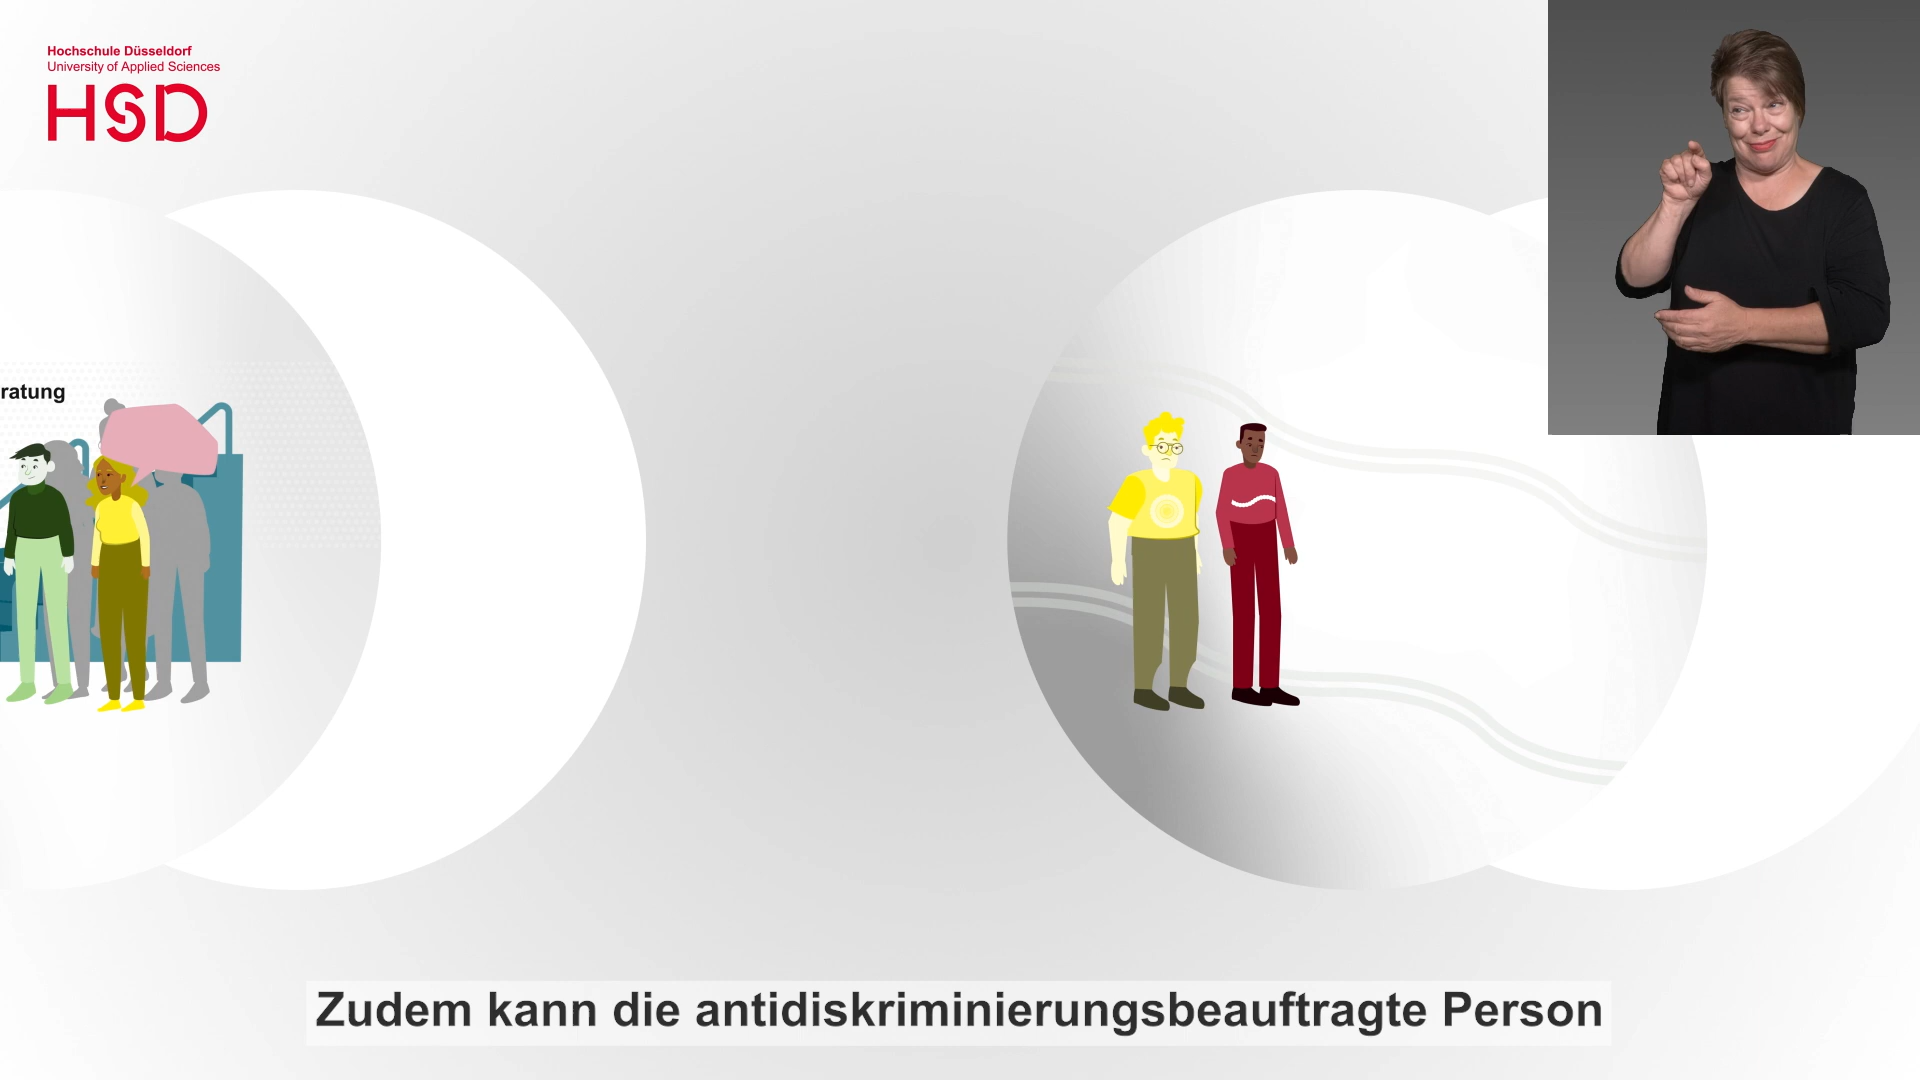 Hochschule Düsseldorf
University of Applied Sciences
HSD
ratung
Zudem kann die antidiskriminierungsbeauftragte Person